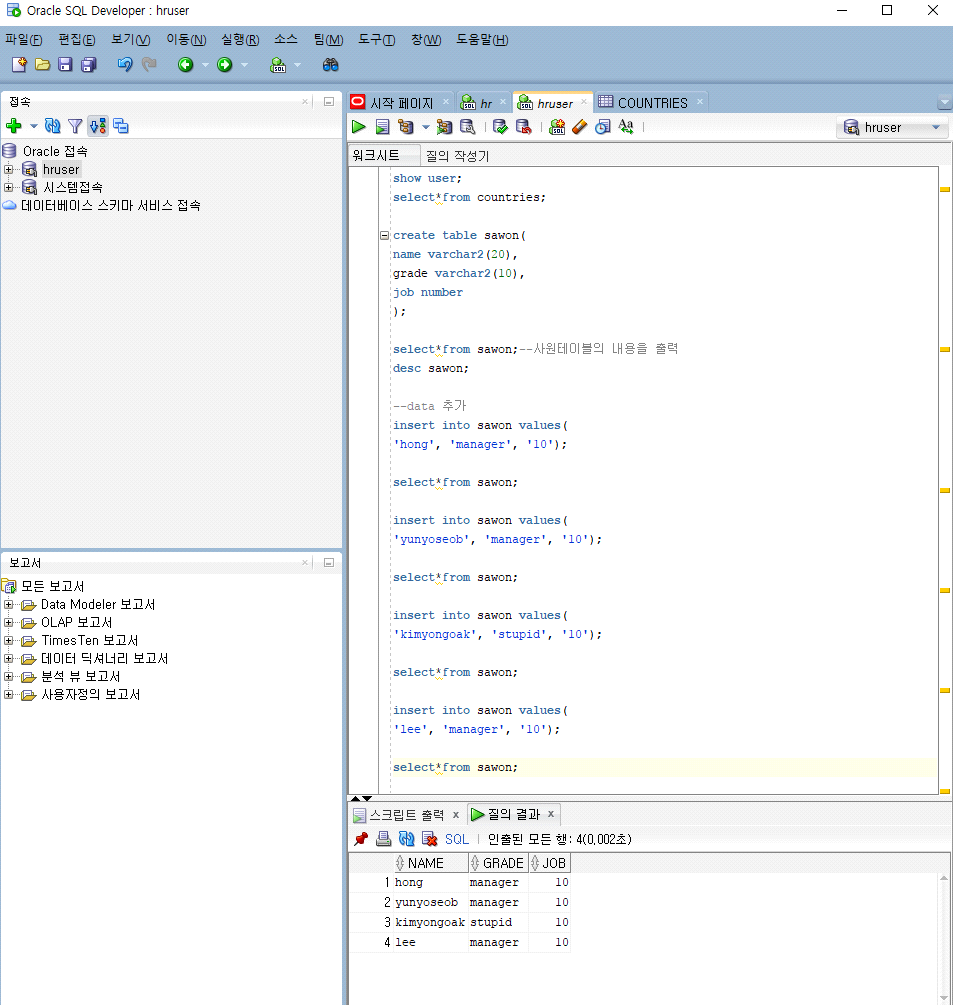 Oracle SQL Developer : hruser
파일(F) 편집(E) 보기(V) 이동(N) 실행(R) 소스 팀(M) 도구(T) 창(W) 도움말(H)
접속
Oracle 접속
hruser
시스템접속
데이터베이스 스키마 서비스 접속
보고서
모든 보고서
Data Modeler 보고서
OLAP 보고서
TimesTen 보고서
데이터 딕셔너리 보고서
분석 뷰 보고서
사용자정의 보고서
시작 페이지 hr hruser COUNTRIES
hruser
워크시트 질의 작성기
show user;
select*from countries;
create table sawon(
name varchar2(20),
grade varchar2(10),
job number
);
select*from sawon;--사원테이블의 내용을 출력
desc sawon;
--data 추가
insert into sawon values(
'hong', 'manager', '10');
select*from sawon;
insert into sawon values(
'yunyoseob', 'manager', '10');
select*from sawon;
insert into sawon values(
'kimyongoak', 'stupid', '10');
select*from sawon;
insert into sawon values(
'lee', 'manager', '10');
select*from sawon;
스크립트 출력 x 질의 결과 x
SQL | 인출된 모든 행: 4(0,002초)
NAME GRADE JOB
1 hong manager 10
2 yunyoseob manager 10
3 kimyongoak stupid 10
4 lee manager 10